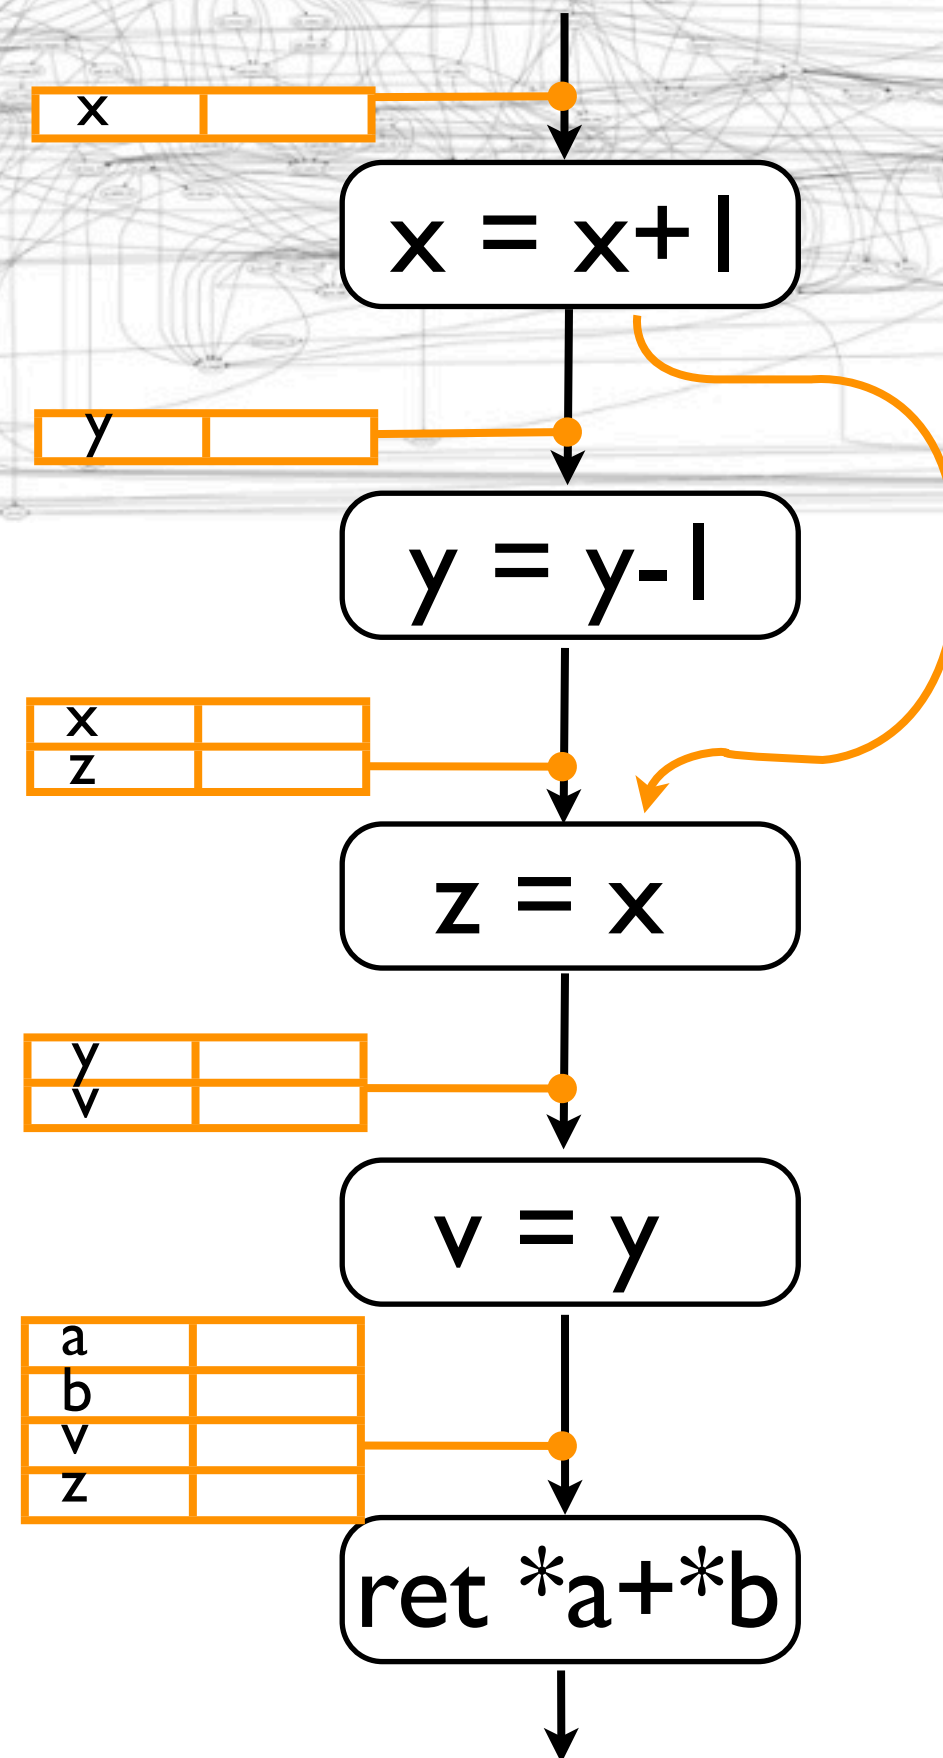 x
x = x+1
y
y = y-1
x
z
z = x
y
v
v = y
a
b
v
z
ret *a+*b